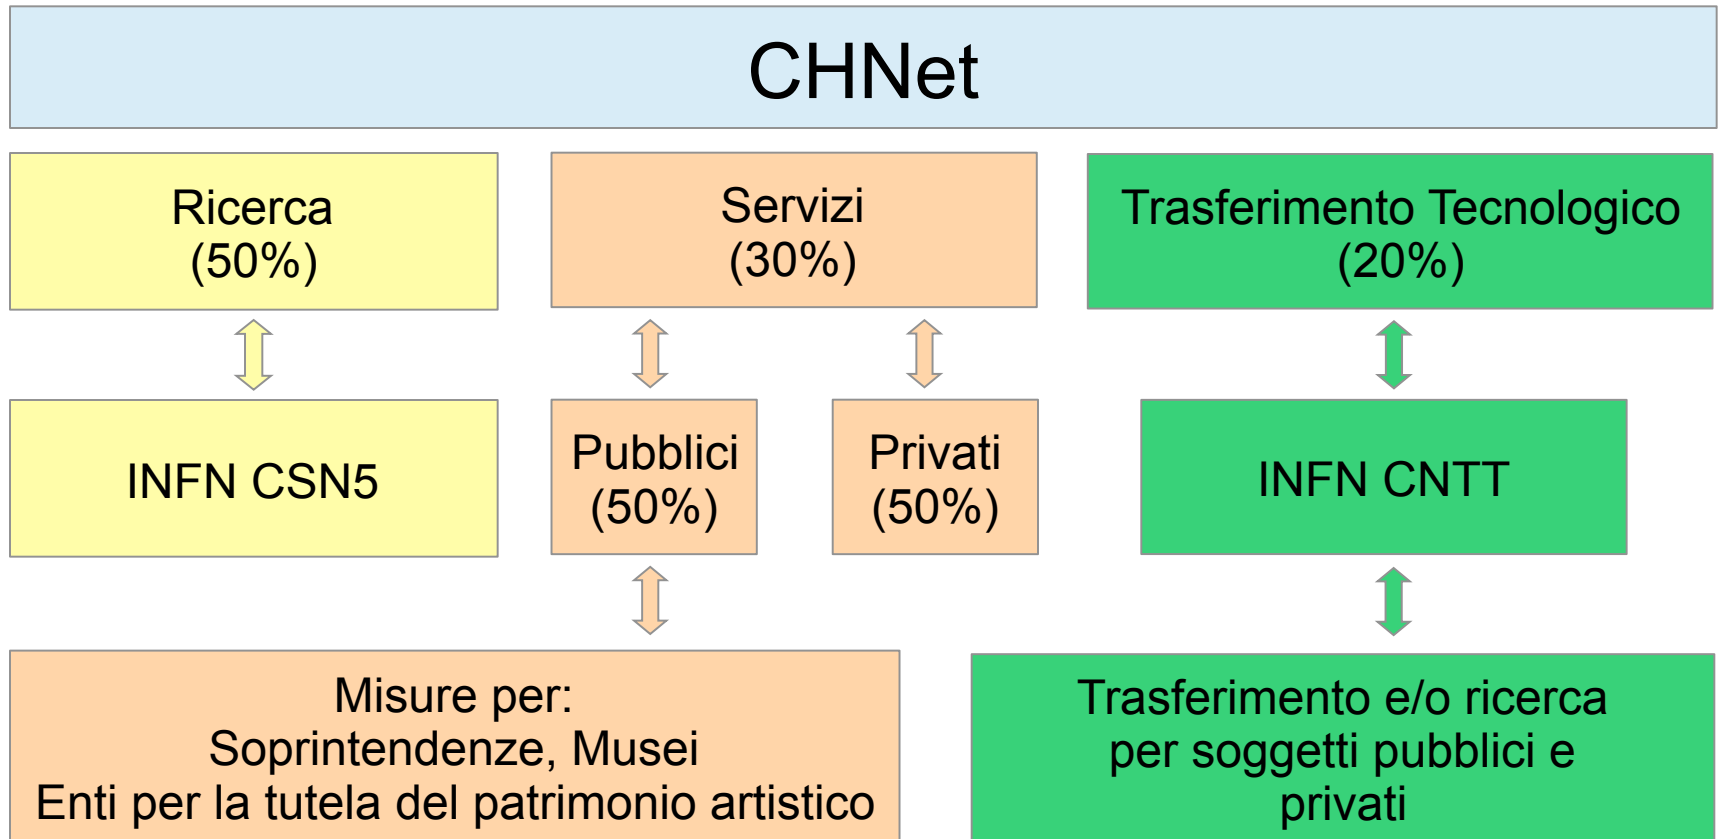 CHNet
Ricerca
(50%)
Servizi
(30%)
Trasferimento Tecnologico
(20%)
INFN CSN5
Pubblici
(50%)
Privati
(50%)
INFN CNTT
Misure per:
Soprintendenze, Musei
Enti per la tutela del patrimonio artistico
Trasferimento e/o ricerca
per soggetti pubblici e
privati